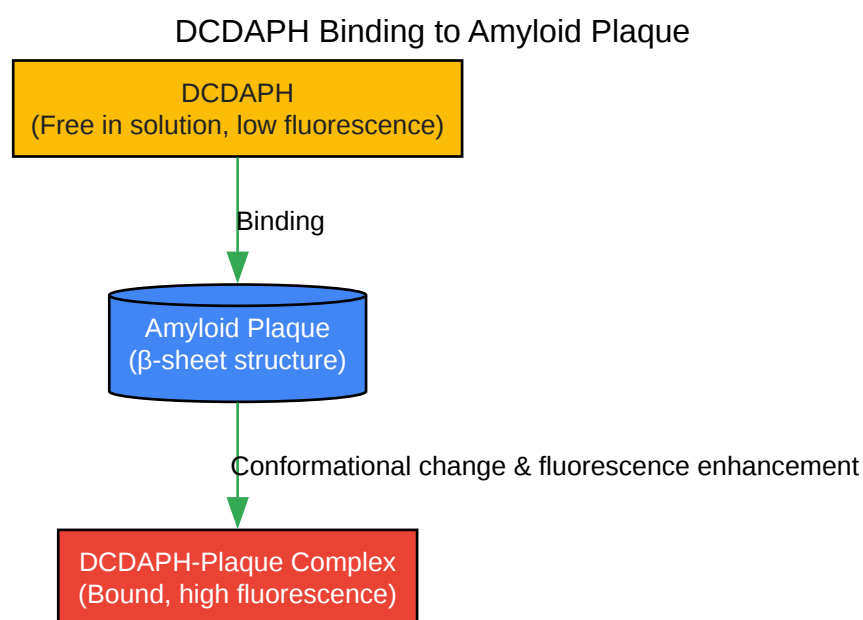 DCDAPH Binding to Amyloid Plaque
DCDAPH
(Free in solution, low fluorescence)
Binding
Amyloid Plaque
(β-sheet structure)
Conformational change & fluorescence enhancement
DCDAPH-Plaque Complex
(Bound, high fluorescence)